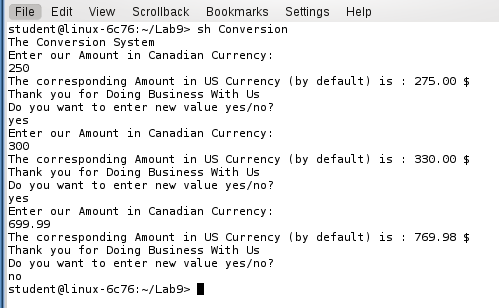 File Edit View Scrollback Bookmarks Settings Help
student@linux-6c76:~/Lab9> sh Conversion
The Conversion System
Enter our Amount in Canadian Currency:
250
The corresponding Amount in US Currency (by default) is : 275.00 $
Thank you for Doing Business With Us
Do you want to enter new value yes/no?
yes
Enter our Amount in Canadian Currency:
300
The corresponding Amount in US Currency (by default) is : 330.00 $
Thank you for Doing Business With Us
Do you want to enter new value yes/no?
yes
Enter our Amount in Canadian Currency:
699.99
The corresponding Amount in US Currency (by default) is : 769.98 $
Thank you for Doing Business With Us
Do you want to enter new value yes/no?
no
student@linux-6c76:~/Lab9>